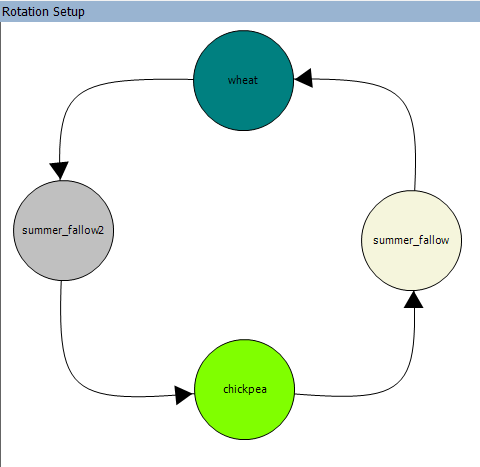 Rotation Setup
wheat
summer_fallow2
summer_fallow
chickpea